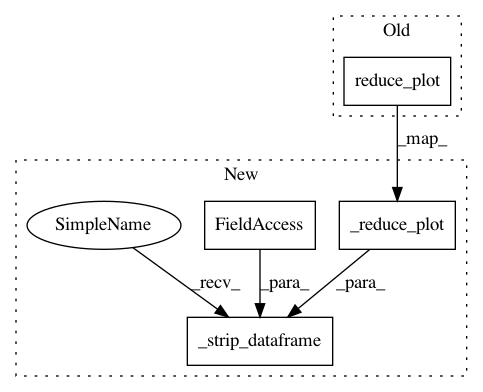 Old
reduce_plot
_map_
New
SimpleName
FieldAccess
_reduce_plot
_recv_
_para_
_para_
_strip_dataframe